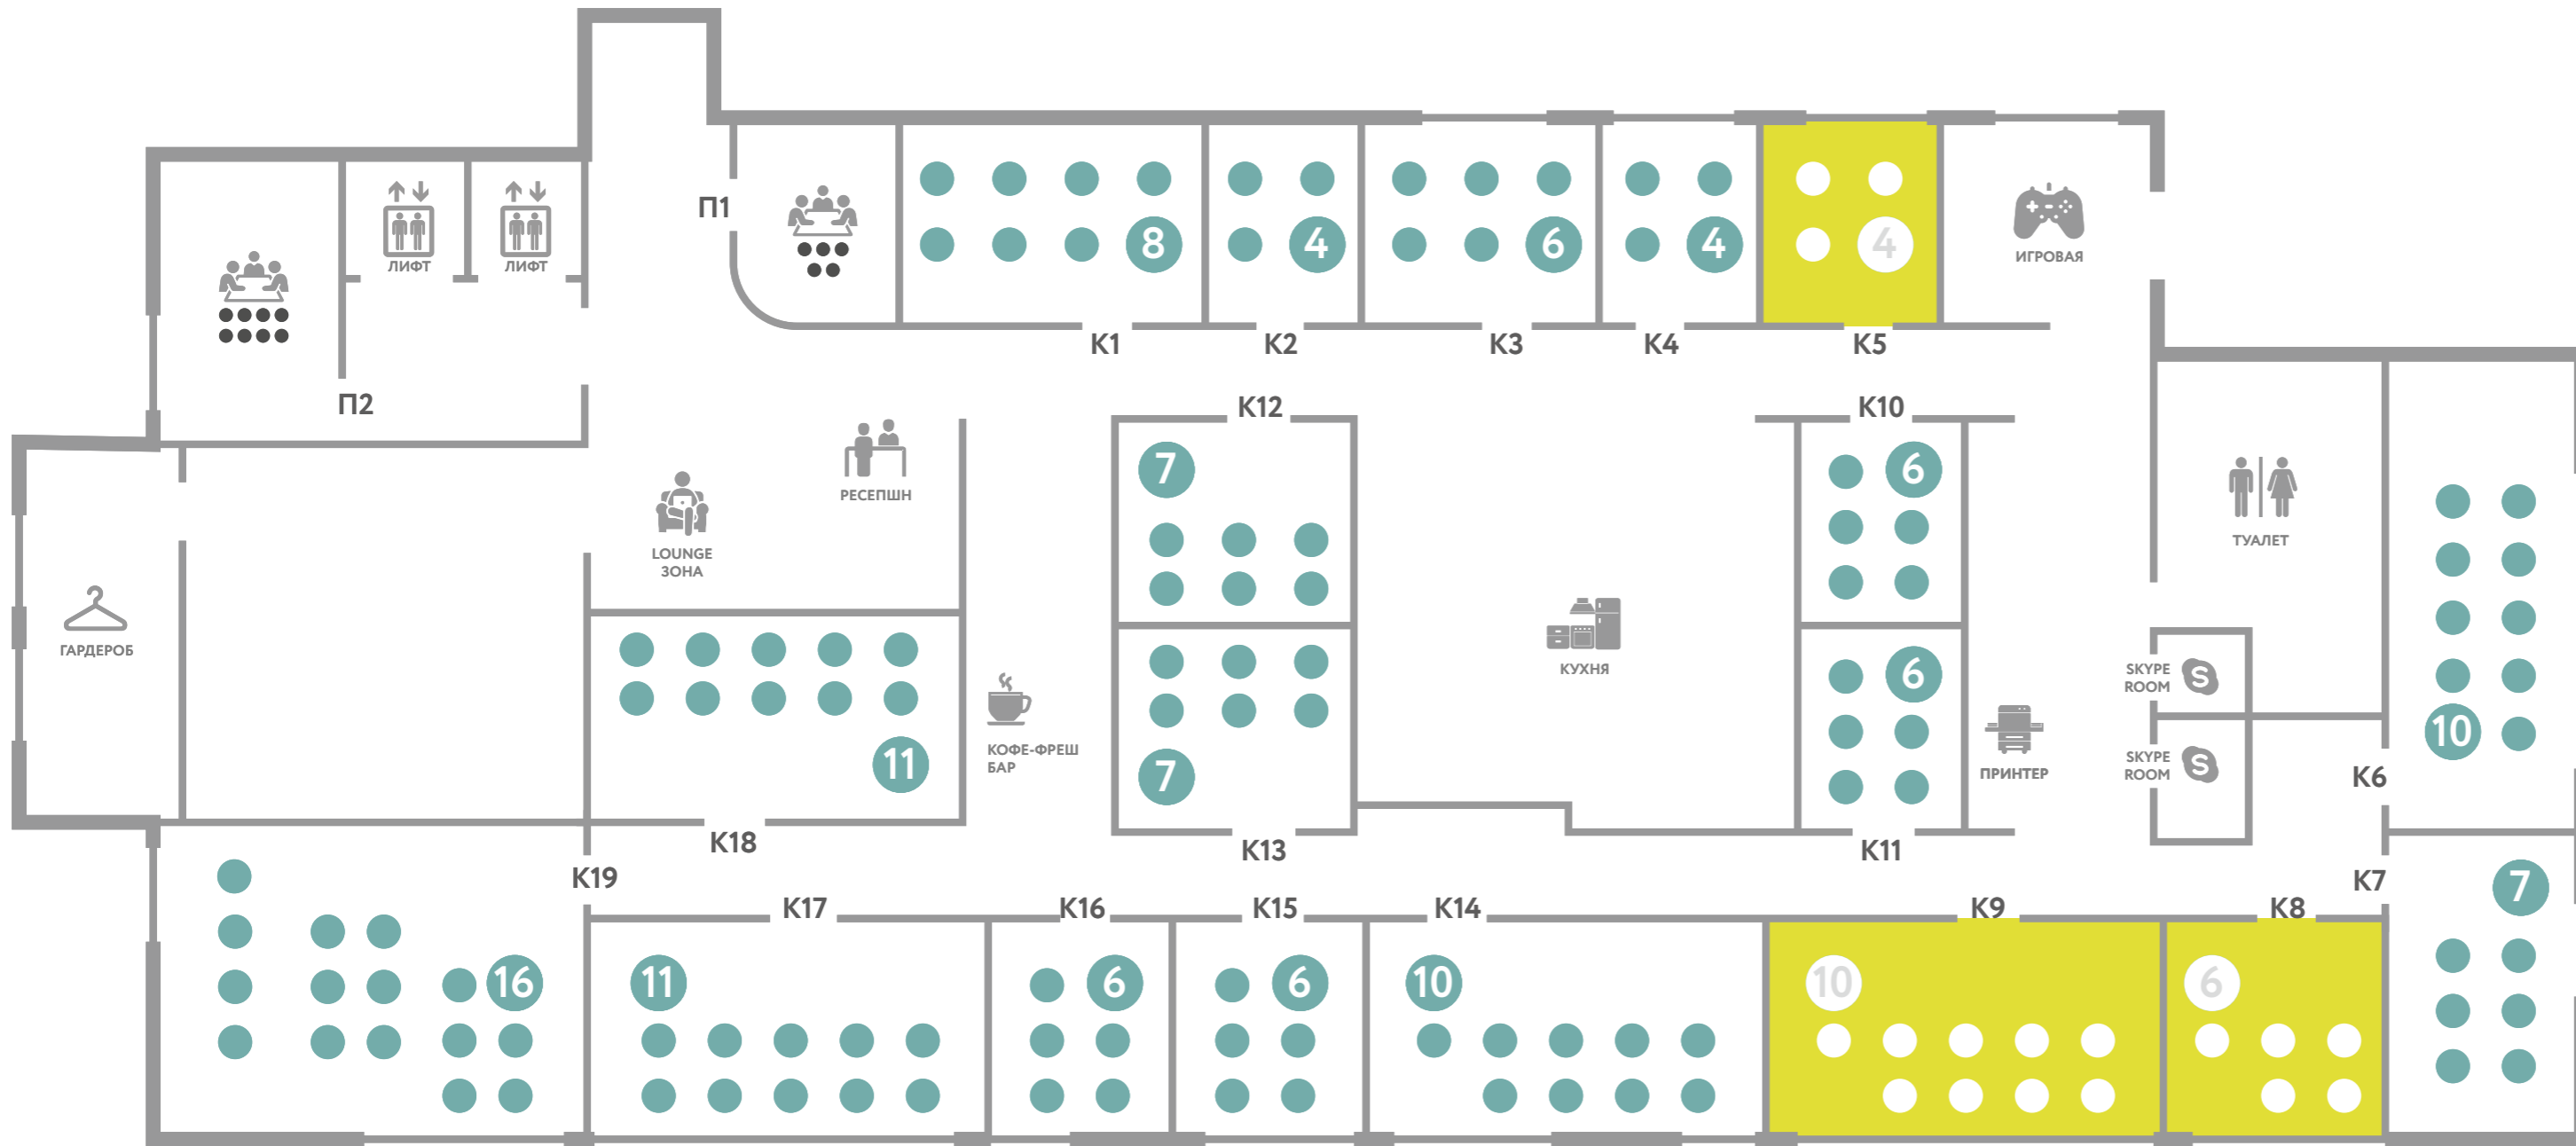 П1
8
4
6
4
4
ЛИФТ
ЛИФТ
ИГРОВАЯ
К1
К2
К3
К4
К5
П2
К12
К10
РЕСЕПШН
7
6
LOUNGE
ЗОНА
ТУАЛЕТ
ГАРДЕРОБ
КУХНЯ
SKYPE
ROOM
S
6
10
КОФЕ-ФРЕШ
БАР
11
7
ПРИНТЕР
SKYPE
ROOM
S
К6
К18
К13
К11
К19
К7
7
К17
К16
К15
К14
К9
К8
16
11
6
6
10
10
6